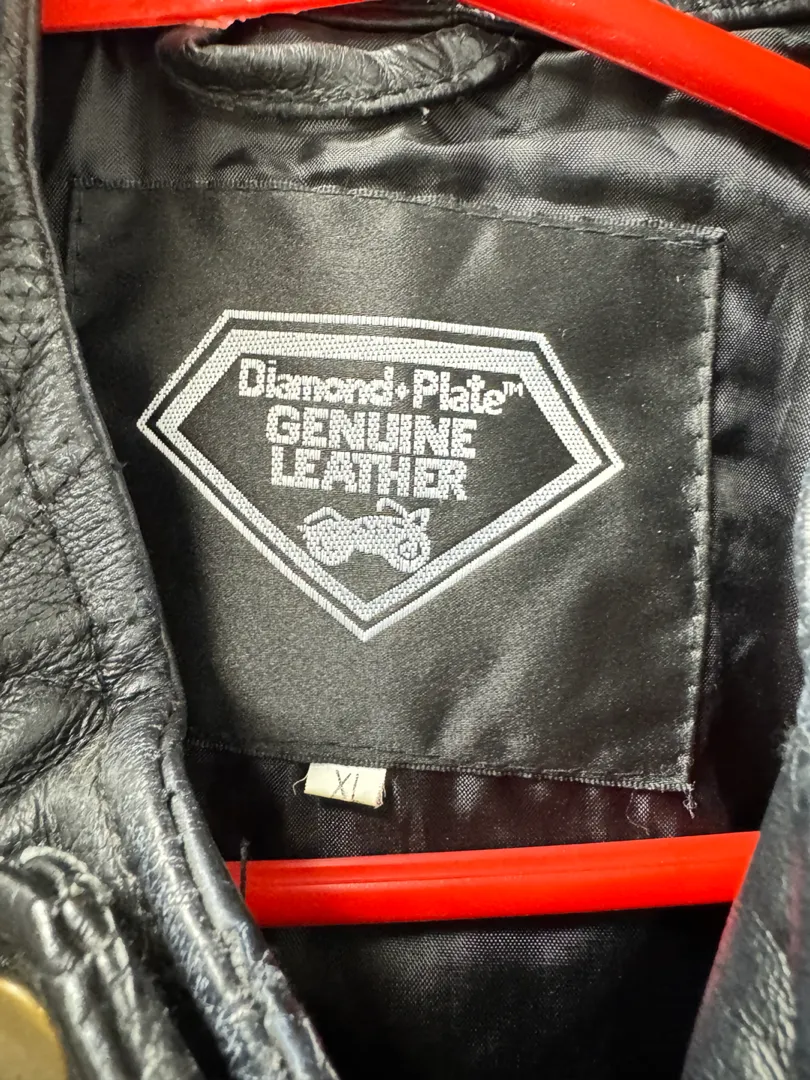 Diamond+Plate™
GENUINE
LEATHER
XL